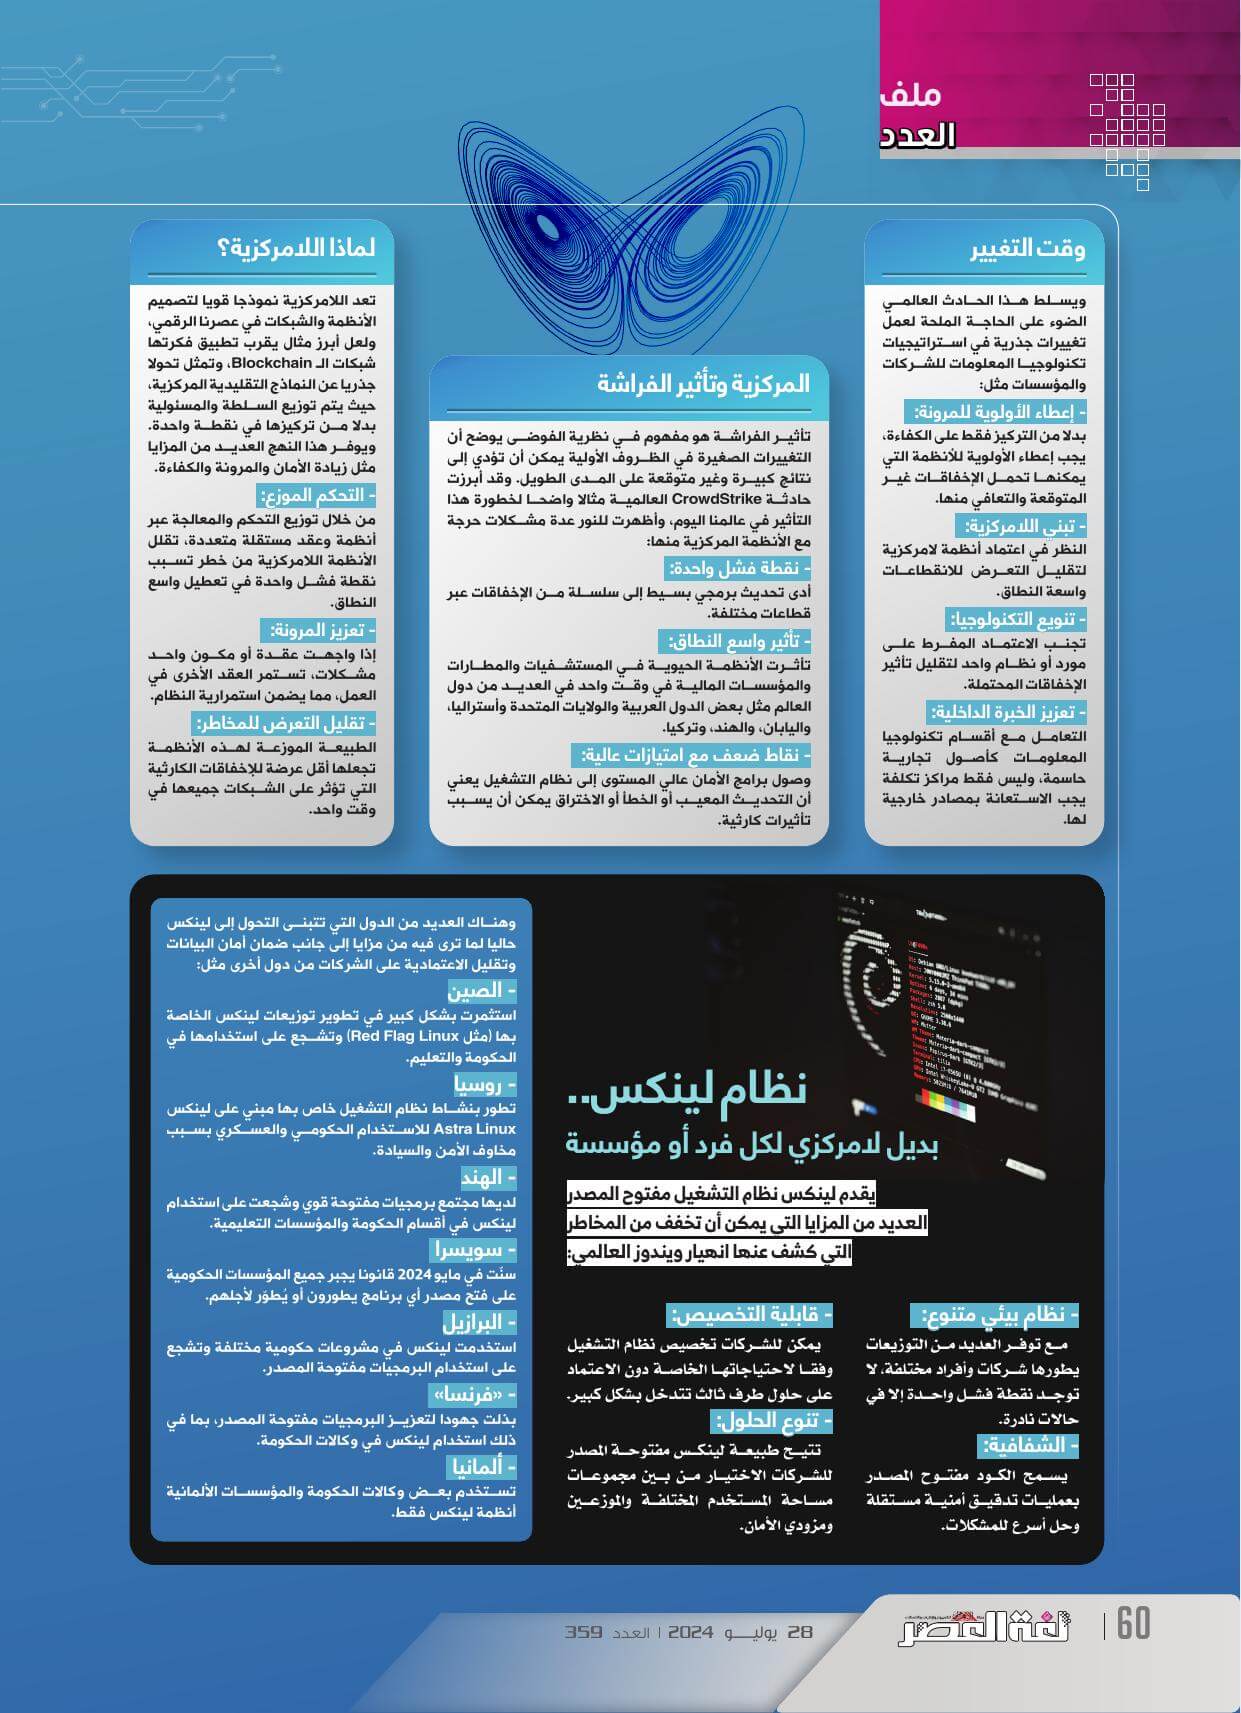 ملف
العدد
وقت التغيير
ويسلط هذا الحادث العالمي
الضوء على الحاجة الملحة لعمل
تغييرات جذرية في استراتيجيات
تكنولوجيا المعلومات للشركات
والمؤسسات مثل:
- إعطاء الأولوية للمرونة:
بدلا من التركيز فقط على الكفاءة،
يجب إعطاء الأولوية للأنظمة التي
يمكنها تحمل الإخفاقات غير
المتوقعة والتعافي منها.
- تبني اللامركزية:
النظر في اعتماد أنظمة لامركزية
لتقليل التعرض للانقطاعات
واسعة النطاق.
- تنويع التكنولوجيا:
تجنب الاعتماد المفرط على
مورد أو نظام واحد لتقليل تأثير
الإخفاقات المحتملة.
- تعزيز الخبرة الداخلية:
التعامل مع أقسام تكنولوجيا
المعلومات كأصول تجارية
حاسمة، وليس فقط مراكز تكلفة
يجب الاستعانة بمصادر خارجية
لها.
المركزية وتأثير الفراشة
تأثير الفراشة هو مفهوم في نظرية الفوضى يوضح أن
التغييرات الصغيرة في الظروف الأولية يمكن أن تؤدي إلى
نتائج كبيرة وغير متوقعة على المدى الطويل. وقد أبرزت
حادثة CrowdStrike العالمية مثالا واضحا لخطورة هذا
التأثير في عالمنا اليوم، وأظهرت للنور عدة مشكلات حرجة
مع الأنظمة المركزية منها:
- نقطة فشل واحدة:
أدى تحديث برمجي بسيط إلى سلسلة من الإخفاقات عبر
قطاعات مختلفة.
- تأثير واسع النطاق:
تأثرت الأنظمة الحيوية في المستشفيات والمطارات
والمؤسسات المالية في وقت واحد في العديد من دول
العالم مثل بعض الدول العربية والولايات المتحدة وأستراليا،
واليابان، والهند، وتركيا.
- نقاط ضعف مع امتيازات عالية:
وصول برامج الأمان عالي المستوى إلى نظام التشغيل يعني
أن التحديث المعيب أو الخطأ أو الاختراق يمكن أن يسبب
تأثيرات كارثية.
لماذا اللامركزية؟
تعد اللامركزية نموذجا قويا لتصميم
الأنظمة والشبكات في عصرنا الرقمي،
ولعل أبرز مثال يقرب تطبيق فكرتها
شبكات الـ Blockchain، وتمثل تحولا
جذريا عن النماذج التقليدية المركزية،
حيث يتم توزيع السلطة والمسئولية
بدلا من تركيزها في نقطة واحدة.
ويوفر هذا النهج العديد من المزايا
مثل زيادة الأمان والمرونة والكفاءة.
- التحكم الموزع:
من خلال توزيع التحكم والمعالجة عبر
أنظمة وعقد مستقلة متعددة، تقلل
الأنظمة اللامركزية من خطر تسبب
نقطة فشل واحدة في تعطيل واسع
النطاق.
- تعزيز المرونة:
إذا واجهت عقدة أو مكون واحد
مشكلات، تستمر العقد الأخرى في
العمل، مما يضمن استمرارية النظام.
- تقليل التعرض للمخاطر:
الطبيعة الموزعة لهذه الأنظمة
تجعلها أقل عرضة للإخفاقات الكارثية
التي تؤثر على الشبكات جميعها في
وقت واحد.
نظام لينكس..
بديل لامركزي لكل فرد أو مؤسسة
يقدم لينكس نظام التشغيل مفتوح المصدر
العديد من المزايا التي يمكن أن تخفف من المخاطر
التي كشف عنها انهيار ويندوز العالمي:
- نظام بيئي متنوع:
مع توفر العديد من التوزيعات
يطورها شركات وأفراد مختلفة، لا
توجد نقطة فشل واحدة إلا في
حالات نادرة.
- الشفافية:
يسمح الكود مفتوح المصدر
بعمليات تدقيق أمنية مستقلة
وحل أسرع للمشكلات.
- قابلية التخصيص:
يمكن للشركات تخصيص نظام التشغيل
وفقا لاحتياجاتها الخاصة دون الاعتماد
على حلول طرف ثالث تتدخل بشكل كبير.
- تنوع الحلول:
تتيح طبيعة لينكس مفتوحة المصدر
للشركات الاختيار من بين مجموعات
مساحة المستخدم المختلفة والموزعين
ومزودي الأمان.
وهناك العديد من الدول التي تتبنى التحول إلى لينكس
حاليا لما ترى فيه من مزايا إلى جانب ضمان أمان البيانات
وتقليل الاعتمادية على الشركات من دول أخرى مثل:
- الصين
استثمرت بشكل كبير في تطوير توزيعات لينكس الخاصة
بها (مثل Red Flag Linux) وتشجع على استخدامها في
الحكومة والتعليم.
- روسيا
تطور بنشاط نظام التشغيل خاص بها مبني على لينكس
Astra Linux للاستخدام الحكومي والعسكري بسبب
مخاوف الأمن والسيادة.
- الهند
لديها مجتمع برمجيات مفتوحة قوي وشجعت على استخدام
لينكس في أقسام الحكومة والمؤسسات التعليمية.
- سويسرا
سنّت في مايو 2024 قانونا يجبر جميع المؤسسات الحكومية
على فتح مصدر أي برنامج يطورون أو يُطوّر لأجلهم.
- البرازيل
استخدمت لينكس في مشروعات حكومية مختلفة وتشجع
على استخدام البرمجيات مفتوحة المصدر.
- «فرنسا»
بذلت جهودا لتعزيز البرمجيات مفتوحة المصدر، بما في
ذلك استخدام لينكس في وكالات الحكومة.
- ألمانيا
تستخدم بعض وكالات الحكومة والمؤسسات الألمانية
أنظمة لينكس فقط.
60
لغة العصر
28 يوليو 2024 | العدد 359